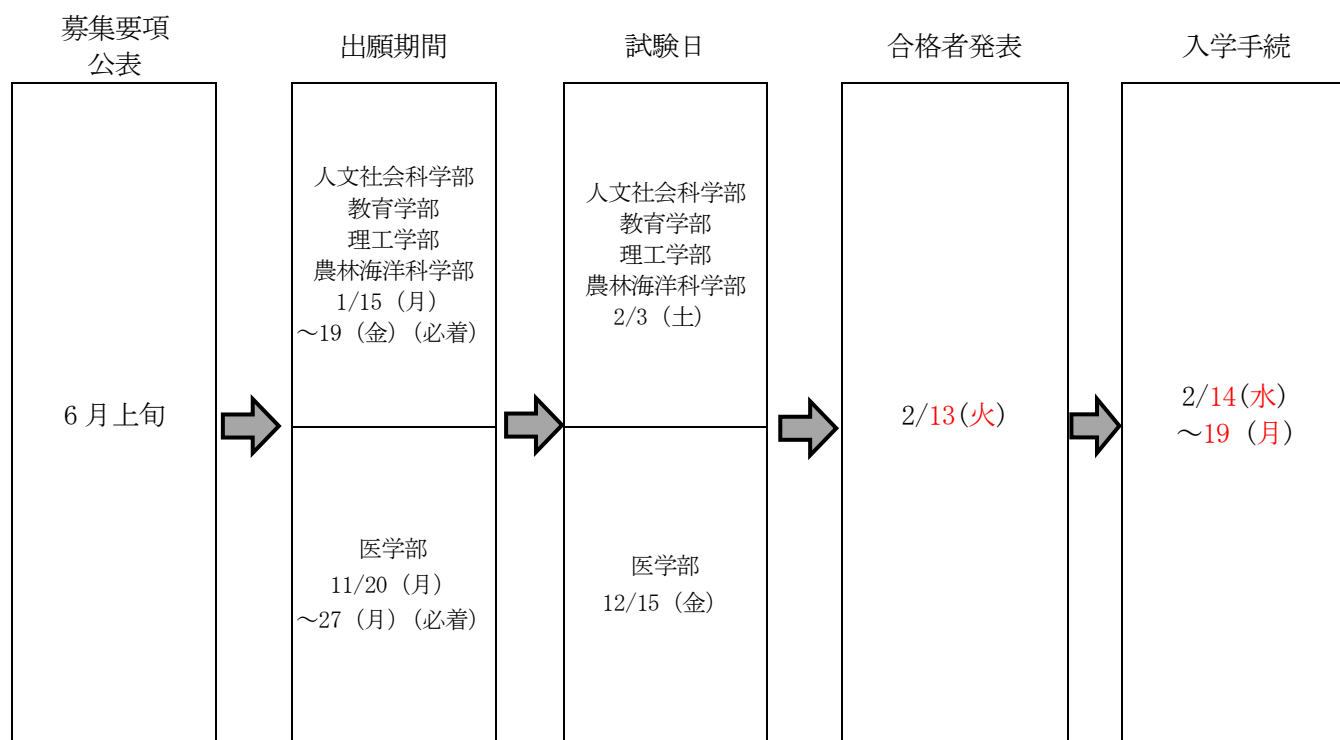 募集要項
公表
出願期間
試験日
合格者発表
入学手続
6月上旬
人文社会科学部
教育学部
理工学部
農林海洋科学部
1/15（月）
～19（金）（必着）
医学部
11/20（月）
～27（月）（必着）
人文社会科学部
教育学部
理工学部
農林海洋科学部
2/3（土）
医学部
12/15（金）
2/13(火)
2/14(水)
～19（月）